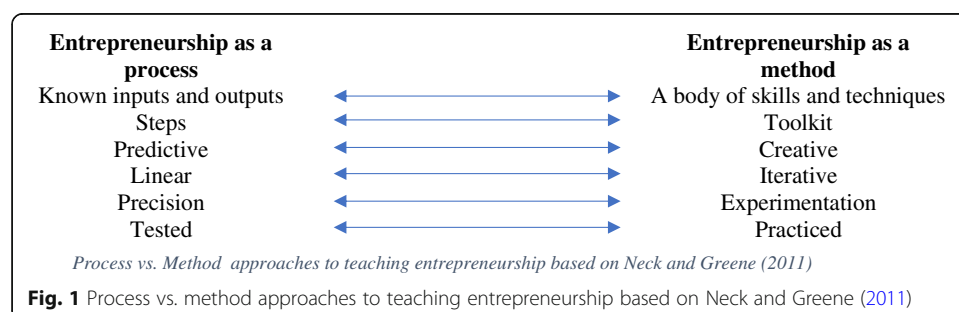 Entrepreneurship as a process
Entrepreneurship as a method
Known inputs and outputs
A body of skills and techniques
Steps
Toolkit
Predictive
Creative
Linear
Iterative
Precision
Experimentation
Tested
Practiced
Process vs. Method approaches to teaching entrepreneurship based on Neck and Greene (2011)
Fig. 1 Process vs. method approaches to teaching entrepreneurship based on Neck and Greene (2011)